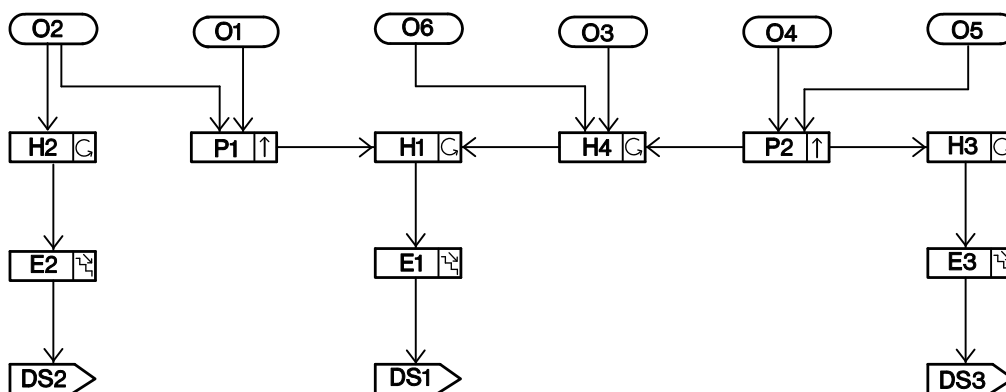 O2 O1 O6 O3 O4 O5
H2 P1 H1 H4 P2 H3
E2 E1 E3
DS2 DS1 DS3